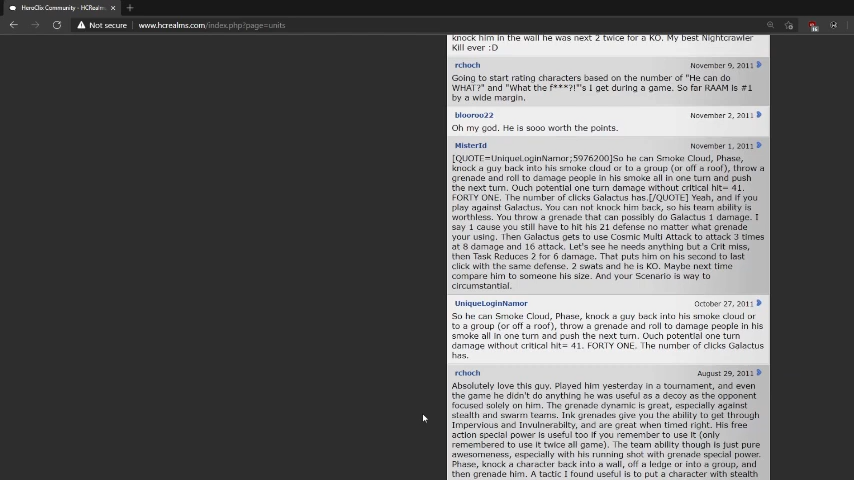 HeroClix Community - HCRealms
Not secure
www.hcrealms.com/index.php?page=units
16
knock him in the wall he was next 2 twice for a KO. My best Nightcrawler
Kill ever :D
rchoch November 9, 2011
Going to start rating characters based on the number of "He can do
WHAT?" and "What the f***?!"'s I get during a game. So far RAAM is #1
by a wide margin.
blooroo22 November 2, 2011
Oh my god. He is sooo worth the points.
MisterId November 1, 2011
[QUOTE=UniqueLoginNamor;5976200]So he can Smoke Cloud, Phase,
knock a guy back into his smoke cloud or to a group (or off a roof), throw a
grenade and roll to damage people in his smoke all in one turn and push
the next turn. Ouch potential one turn damage without critical hit= 41.
FORTY ONE. The number of clicks Galactus has.[/QUOTE] Yeah, and if you
play against Galactus. You can not knock him back, so his team ability is
worthless. You throw a grenade that can possibly do Galactus 1 damage. I
say 1 cause you still have to hit his 21 defense no matter what grenade
your using. Then Galactus gets to use Cosmic Multi Attack to attack 3 times
at 8 damage and 16 attack. Let's see he needs anything but a Crit miss,
then Task Reduces 2 for 6 damage. That puts him on his second to last
click with the same defense. 2 swats and he is KO. Maybe next time
compare him to someone his size. And your Scenario is way to
circumstantial.
UniqueLoginNamor October 27, 2011
So he can Smoke Cloud, Phase, knock a guy back into his smoke cloud or
to a group (or off a roof), throw a grenade and roll to damage people in his
smoke all in one turn and push the next turn. Ouch potential one turn
damage without critical hit= 41. FORTY ONE. The number of clicks Galactus
has.
rchoch August 29, 2011
Absolutely love this guy. Played him yesterday in a tournament, and even
the game he didn't do anything he was useful as a decoy as the opponent
focused solely on him. The grenade dynamic is great, especially against
stealth and swarm teams. Ink grenades give you the ability to get through
Impervious and Invulnerabilty, and are great when timed right. His free
action special power is useful too if you remember to use it (only
remembered to use it twice all game). The team ability though is just pure
awesomeness, especially with his running shot with grenade special power.
Phase, knock a character back into a wall, off a ledge or into a group, and
then grenade him. A tactic I found useful is to put a character with stealth